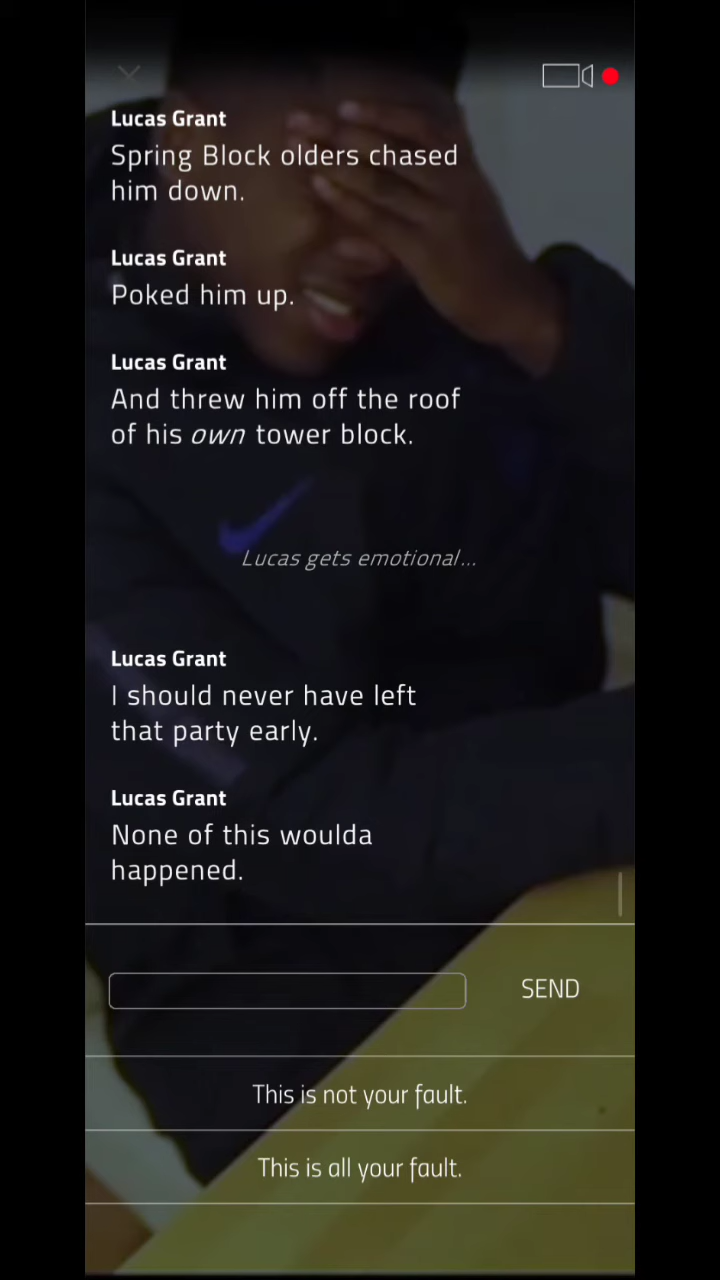 Lucas Grant
Spring Block olders chased
him down.
Lucas Grant
Poked him up.
Lucas Grant
And threw him off the roof
of his own tower block.
Lucas gets emotional...
Lucas Grant
I should never have left
that party early.
Lucas Grant
None of this woulda
happened.
SEND
This is not your fault.
This is all your fault.